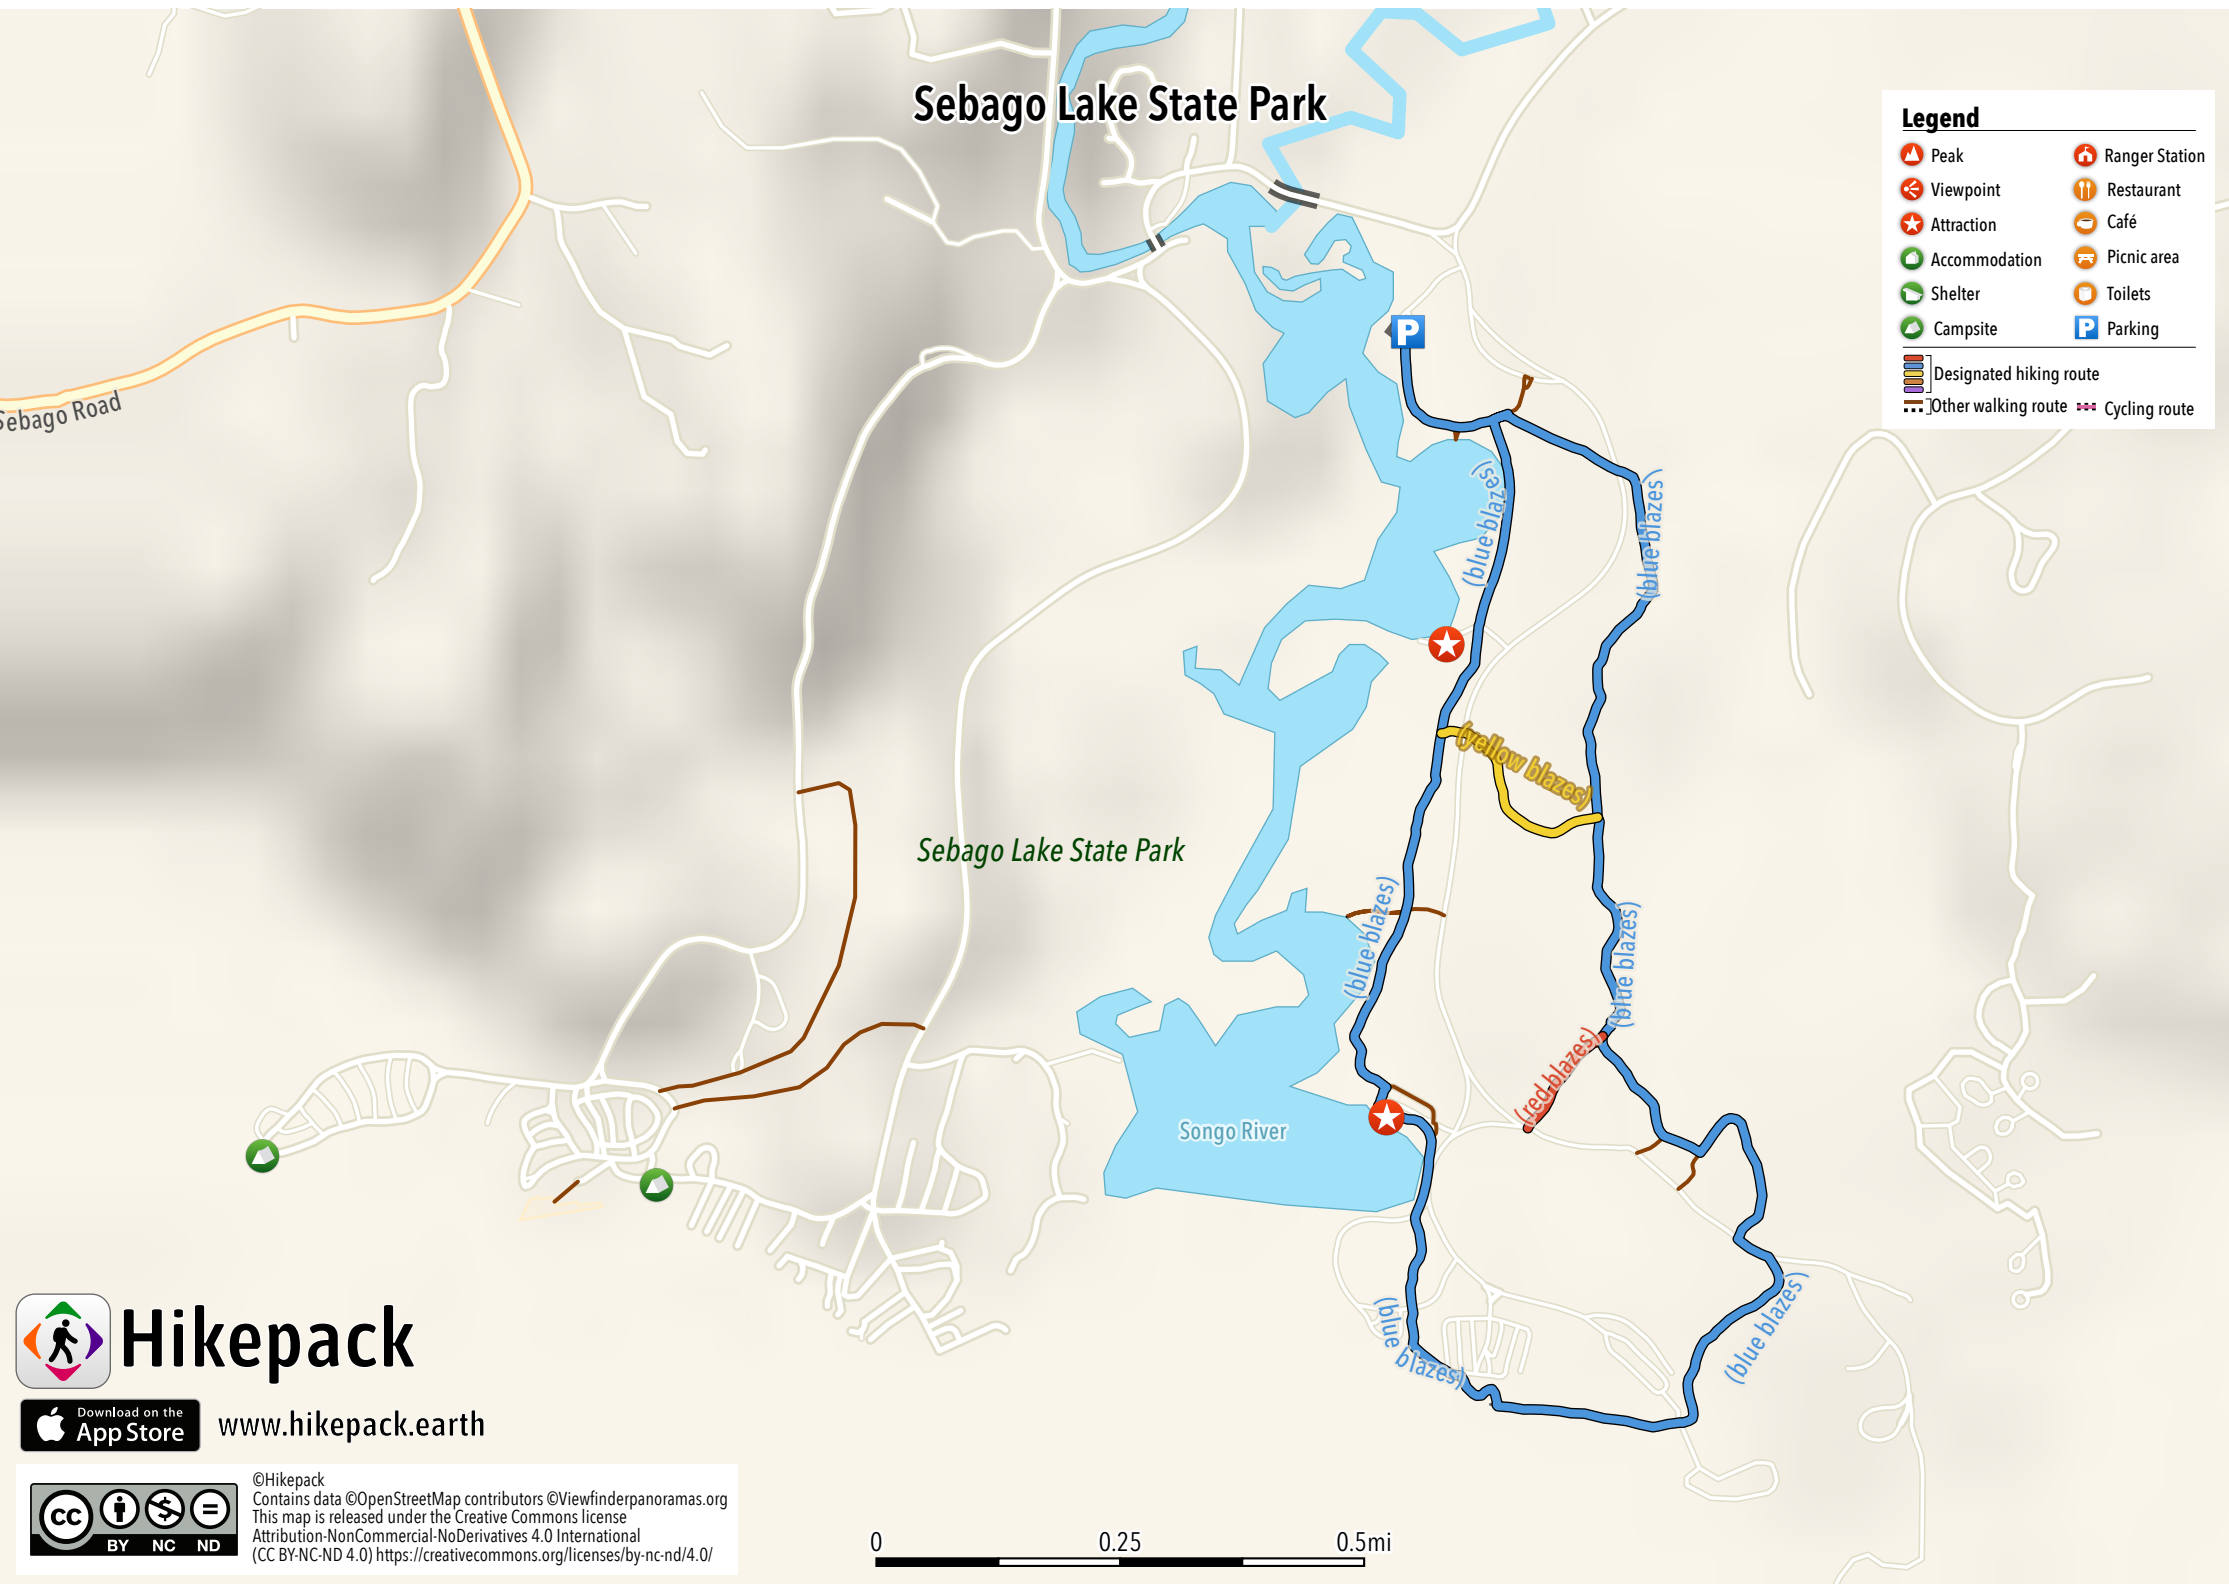 Sebago Lake State Park
Legend
Peak
Ranger Station
Viewpoint
Restaurant
Attraction
Café
Accommodation
Picnic area
Shelter
Toilets
Campsite
P Parking
Designated hiking route
Other walking route
Cycling route
P
Sebago Road
(blue blazes)
(blue blazes)
(yellow blazes)
Sebago Lake State Park
(blue blazes)
(blue blazes)
(red blazes)
Songo River
(blue blazes)
(blue blazes)
Hikepack
Download on the
App Store
www.hikepack.earth
cc
BY NC ND
©Hikepack
Contains data ©OpenStreetMap contributors ©Viewfinderpanoramas.org
This map is released under the Creative Commons license
Attribution-NonCommercial-NoDerivatives 4.0 International
(CC BY-NC-ND 4.0) https://creativecommons.org/licenses/by-nc-nd/4.0/
0 0.25 0.5mi